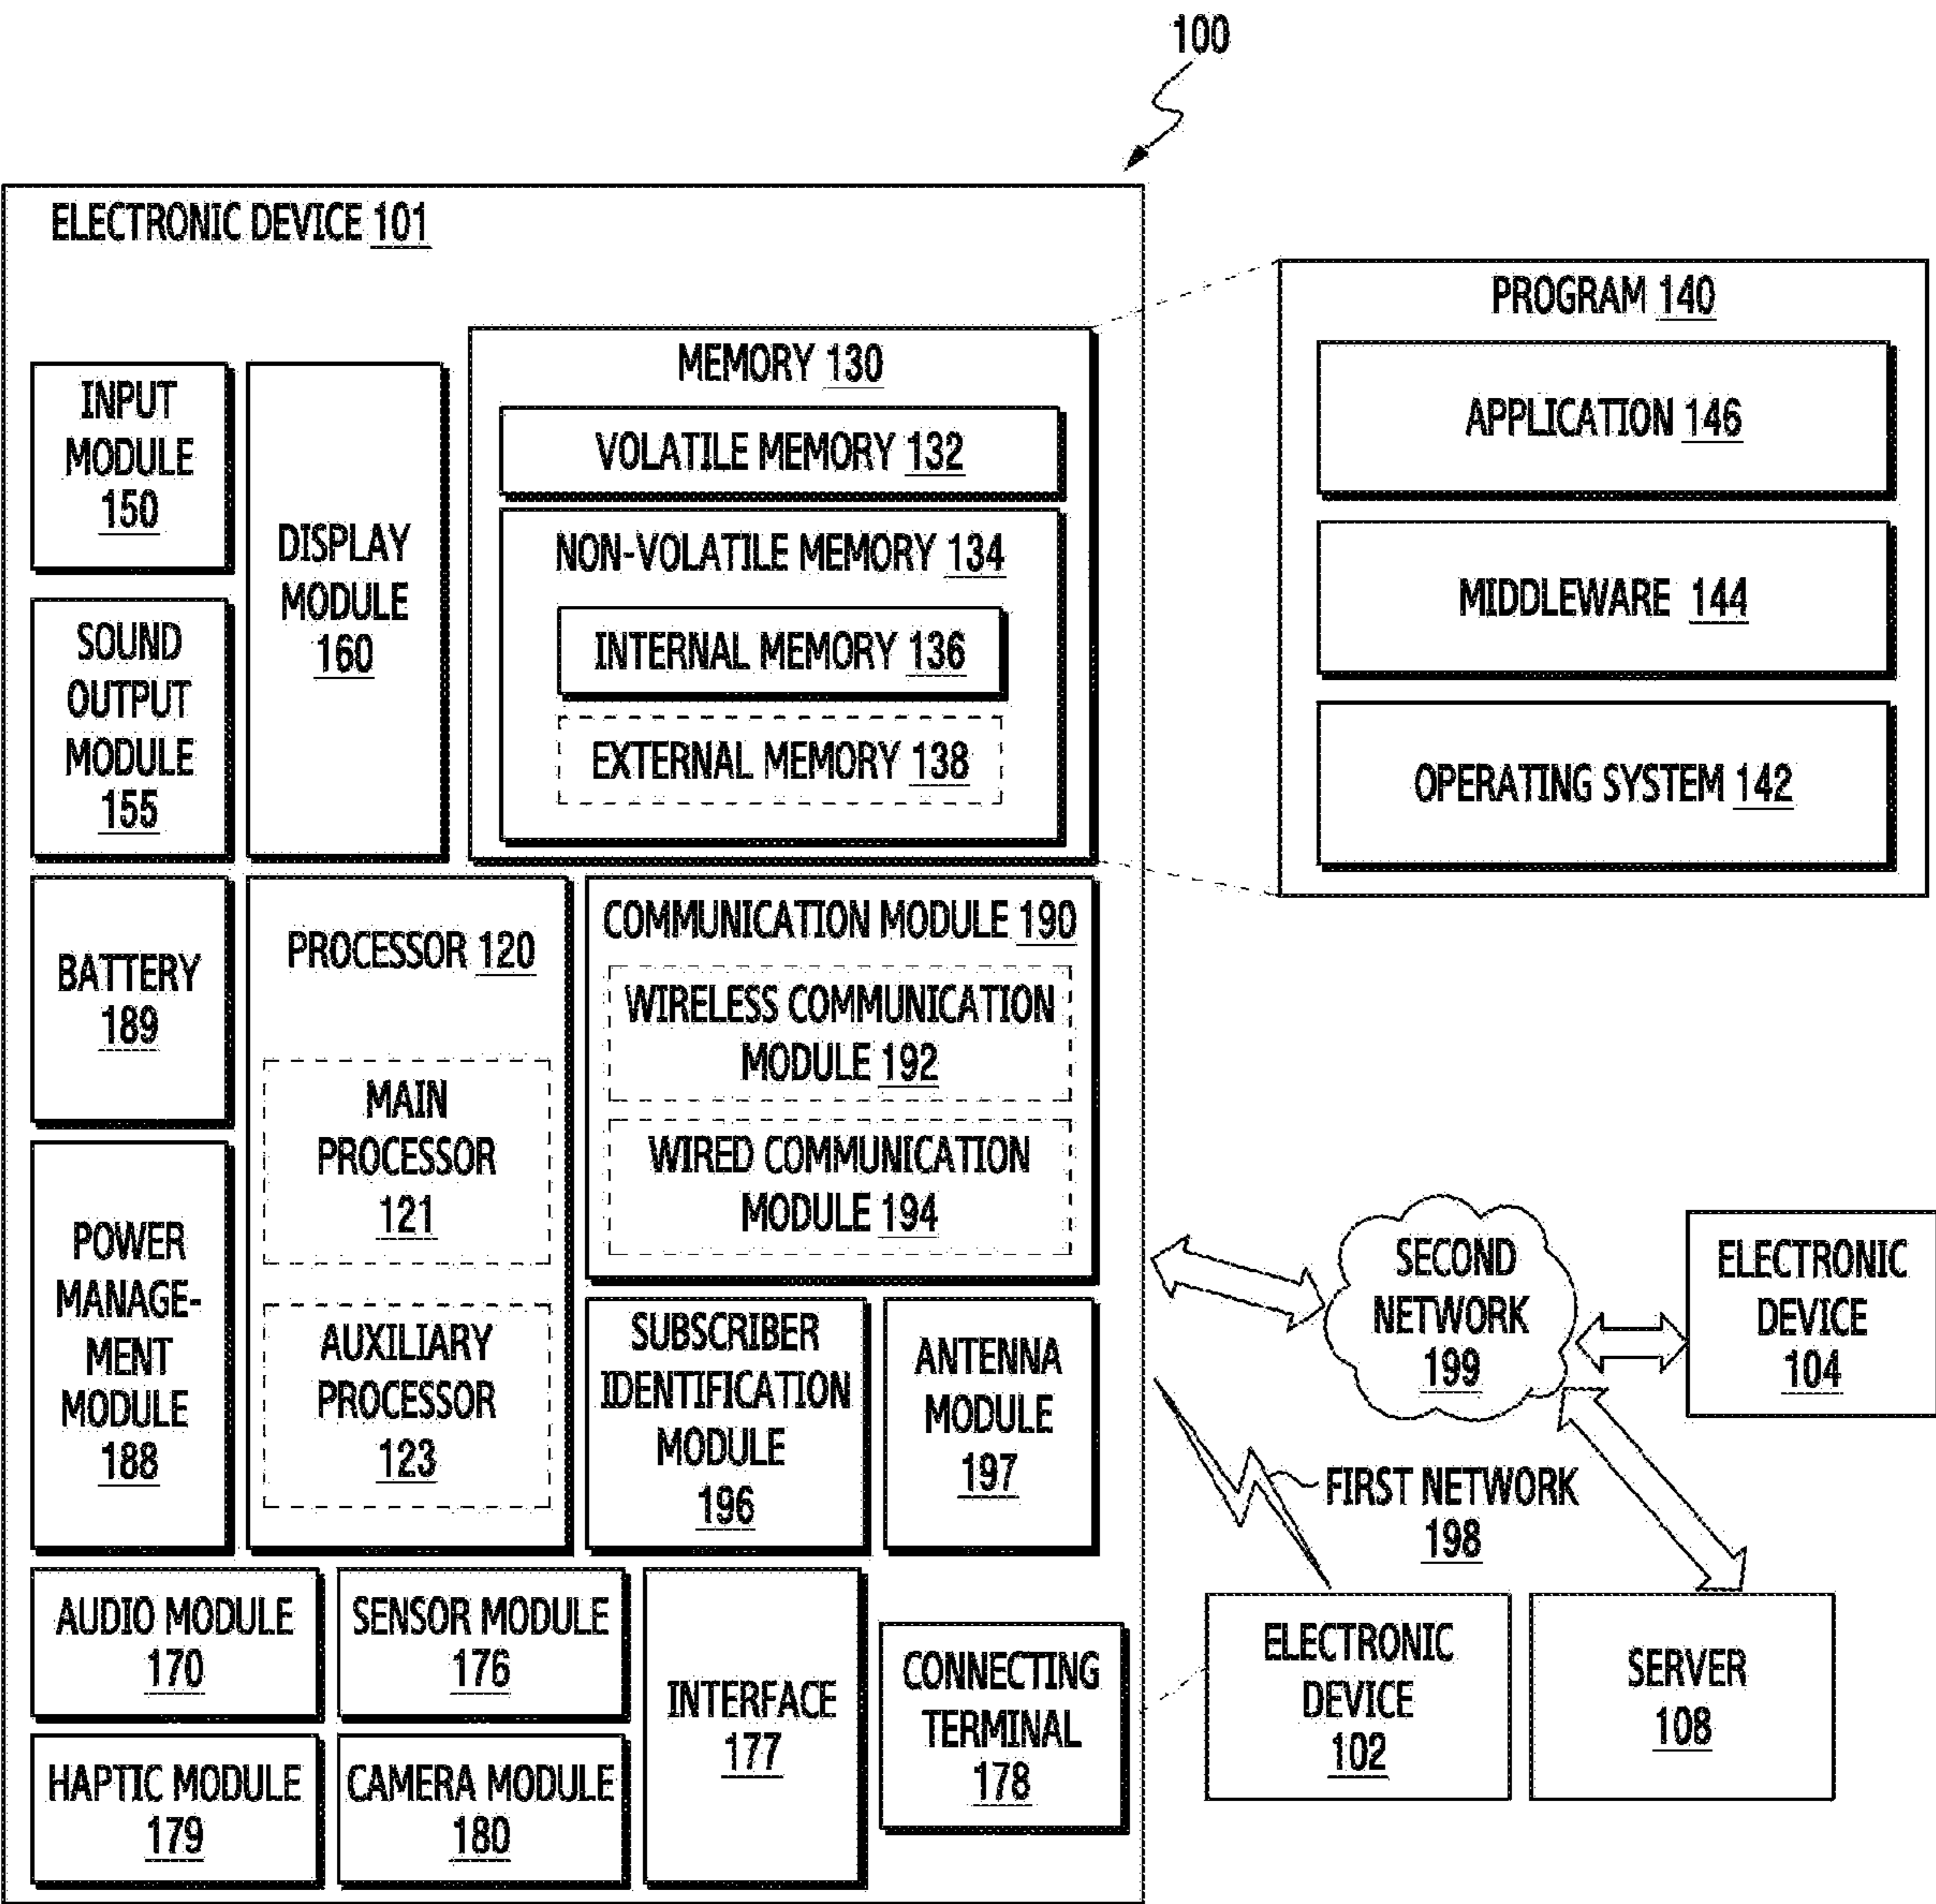 100
ELECTRONIC DEVICE 101
INPUT
MODULE
150
SOUND
OUTPUT
MODULE
155
DISPLAY
MODULE
160
MEMORY 130
VOLATILE MEMORY 132
NON-VOLATILE MEMORY 134
INTERNAL MEMORY 136
EXTERNAL MEMORY 138
PROGRAM 140
APPLICATION 146
MIDDLEWARE 144
OPERATING SYSTEM 142
BATTERY
189
POWER
MANAGE-
MENT
MODULE
188
PROCESSOR 120
MAIN
PROCESSOR
121
AUXILIARY
PROCESSOR
123
COMMUNICATION MODULE 190
WIRELESS COMMUNICATION
MODULE 192
WIRED COMMUNICATION
MODULE 194
SUBSCRIBER
IDENTIFICATION
MODULE
196
ANTENNA
MODULE
197
SECOND
NETWORK
199
ELECTRONIC
DEVICE
104
FIRST NETWORK
198
AUDIO MODULE
170
SENSOR MODULE
176
INTERFACE
177
CONNECTING
TERMINAL
178
HAPTIC MODULE
179
CAMERA MODULE
180
ELECTRONIC
DEVICE
102
SERVER
108